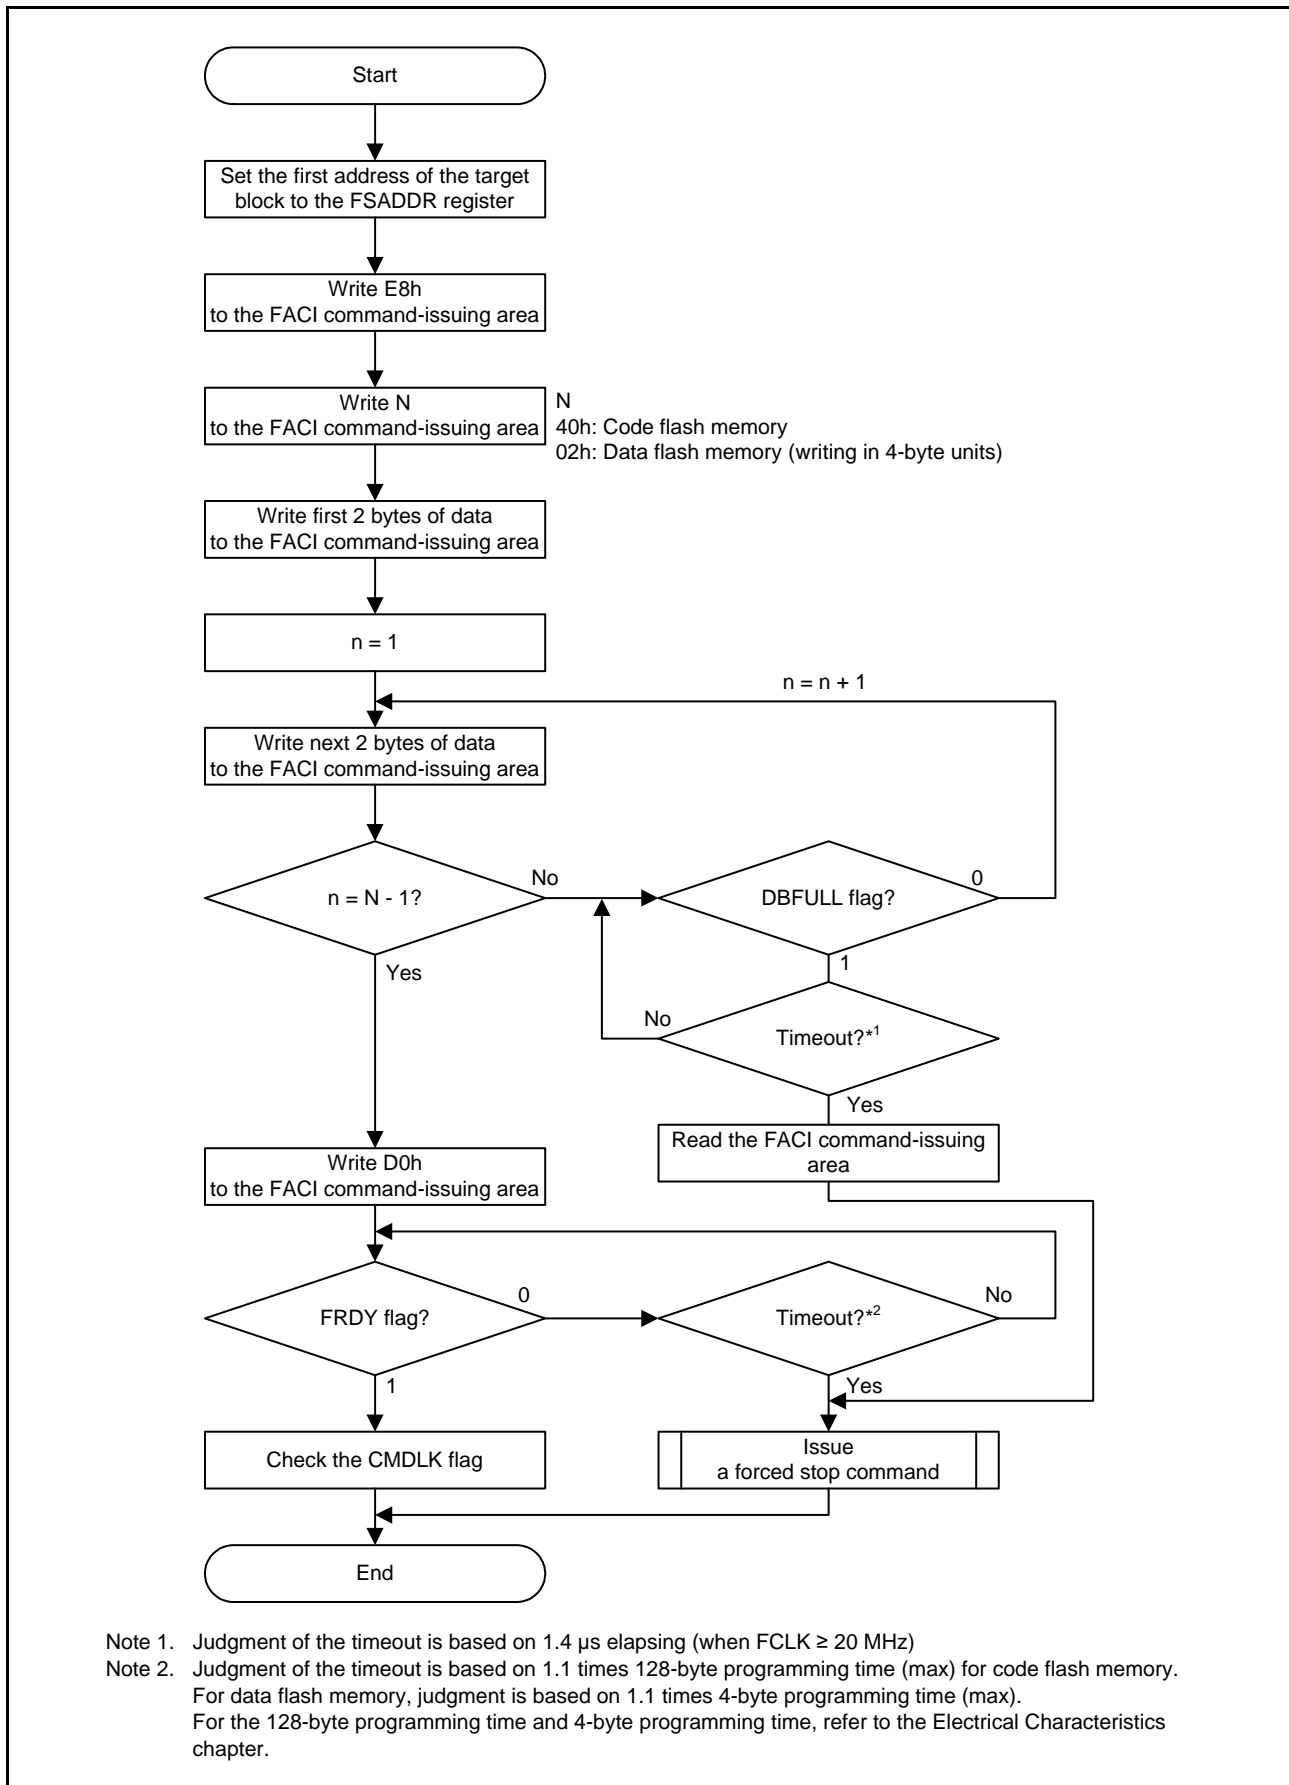 Start
Set the first address of the target
block to the FSADDR register
Write E8h
to the FACI command-issuing area
Write N
to the FACI command-issuing area
N
40h: Code flash memory
02h: Data flash memory (writing in 4-byte units)
Write first 2 bytes of data
to the FACI command-issuing area
n = 1
n = n + 1
Write next 2 bytes of data
to the FACI command-issuing area
n = N - 1?
No
Yes
DBFULL flag?
0
1
Timeout?*1
No
Yes
Read the FACI command-issuing
area
Write D0h
to the FACI command-issuing area
FRDY flag?
0
1
Timeout?*2
No
Yes
Check the CMDLK flag
Issue
a forced stop command
End
Note 1. Judgment of the timeout is based on 1.4 µs elapsing (when FCLK ≥ 20 MHz)
Note 2. Judgment of the timeout is based on 1.1 times 128-byte programming time (max) for code flash memory.
For data flash memory, judgment is based on 1.1 times 4-byte programming time (max).
For the 128-byte programming time and 4-byte programming time, refer to the Electrical Characteristics
chapter.